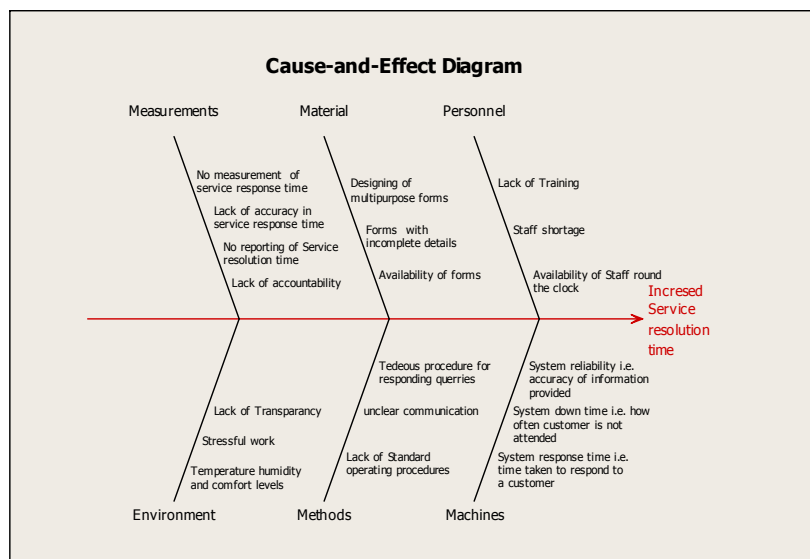 Cause-and-Effect Diagram
Measurements
Material
Personnel
No measurement of
service response time
Lack of accuracy in
service response time
No reporting of Service
resolution time
Lack of accountability
Designing of
multipurpose forms
Forms with
incomplete details
Availability of forms
Lack of Training
Staff shortage
Availability of Staff round
the clock
Incresed
Service
resolution
time
Lack of Transparancy
Stressful work
Temperature humidity
and comfort levels
Tedeous procedure for
responding querries
unclear communication
Lack of Standard
operating procedures
System reliability i.e.
accuracy of information
provided
System down time i.e. how
often customer is not
attended
System response time i.e.
time taken to respond to
a customer
Environment
Methods
Machines